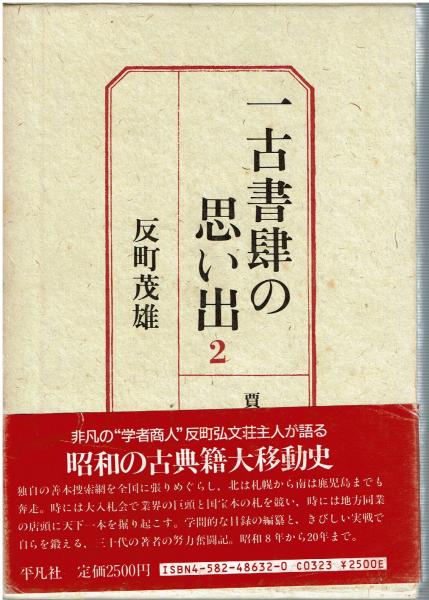 一古書肆の
思い出
2
反町茂雄
賈
非凡の“学者商人”反町弘文荘主人が語る
昭和の古典籍大移動史
独自の善本捜索網を全国に張りめぐらし、北は札幌から南は鹿児島までも
奔走。時には大入札会で業界の巨頭と国宝本の札を競い、時には地方同業
の店頭に天下一本を掘り起こす。学問的な目録の編纂と、きびしい実戦で
自らを鍛える、三十代の著者の努力奮闘記。昭和8年から20年まで。
平凡社 定価2500円 ISBN4-582-48632-0 C0323 ¥2500E